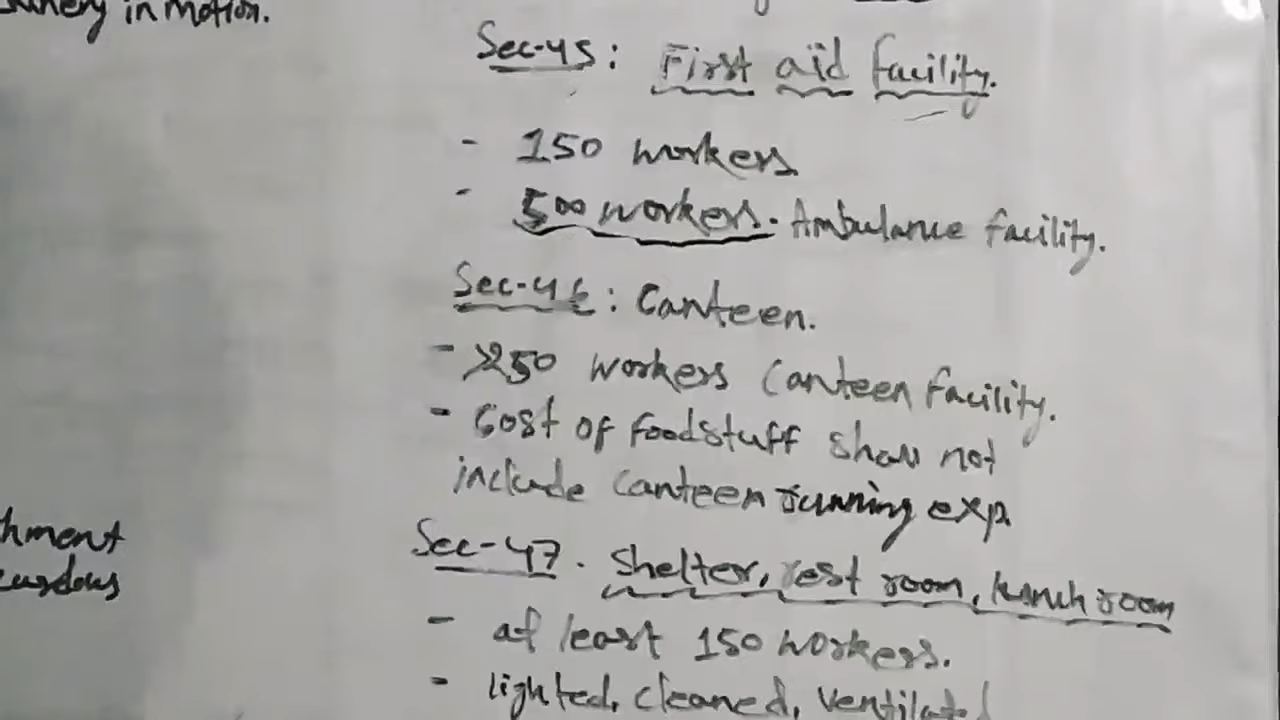 in motion.
Sec-45: First aid facility.
- 150 workers
- 500 workers. Ambulance facility.
Sec-46: Canteen.
- >250 workers Canteen Facility.
- Cost of foodstuff shall not
include canteen running exp.
hment
Sec-47. Shelter, rest room, lunch room
- at least 150 workers.
- lighted, cleaned, ventilated